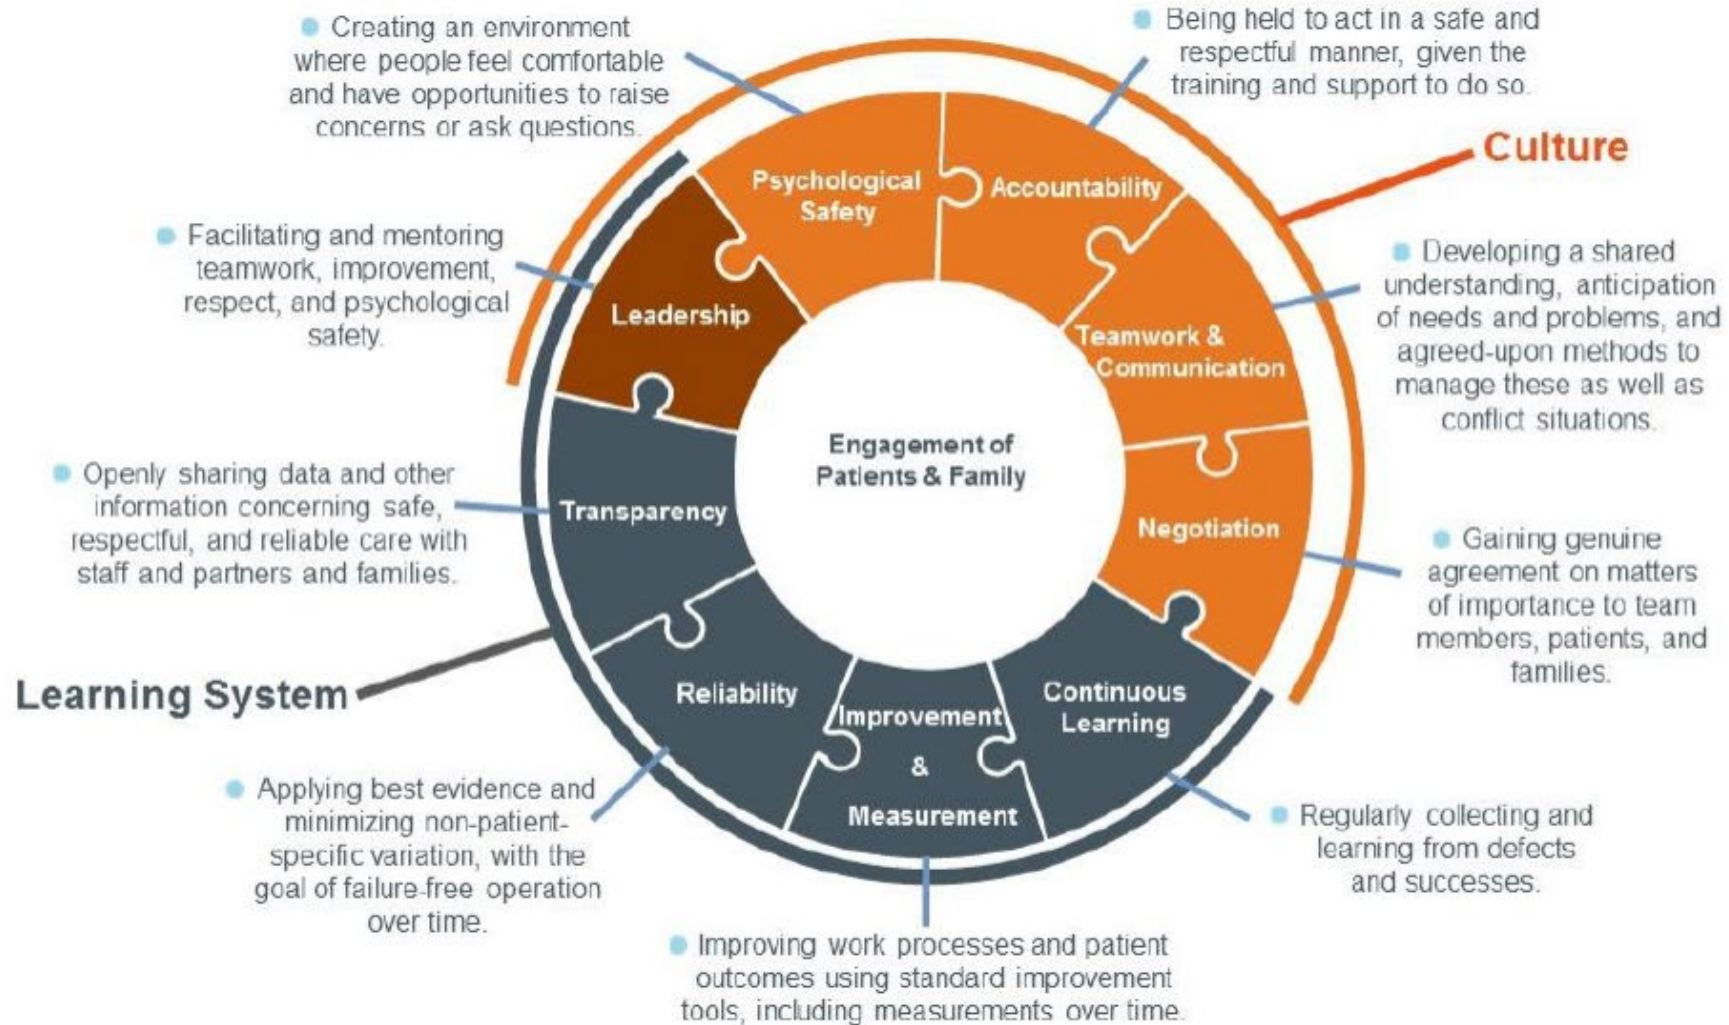 Creating an environment
where people feel comfortable
and have opportunities to raise
concerns or ask questions.
Being held to act in a safe and
respectful manner, given the
training and support to do so.
Culture
Psychological
Safety
Accountability
Facilitating and mentoring
teamwork, improvement,
respect, and psychological
safety.
Leadership
Developing a shared
understanding, anticipation
of needs and problems, and
agreed-upon methods to
manage these as well as
conflict situations.
Teamwork &
Communication
Engagement of
Patients & Family
Openly sharing data and other
information concerning safe,
respectful, and reliable care with
staff and partners and families.
Transparency
Negotiation
Gaining genuine
agreement on matters
of importance to team
members, patients, and
families.
Learning System
Reliability
Improvement
&
Measurement
Continuous
Learning
Applying best evidence and
minimizing non-patient-
specific variation, with the
goal of failure-free operation
over time.
Regularly collecting and
learning from defects
and successes.
Improving work processes and patient
outcomes using standard improvement
tools, including measurements over time.